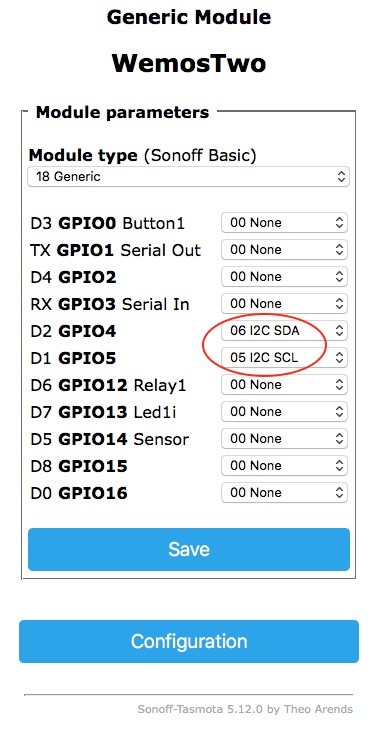 Generic Module
WemosTwo
Module parameters
Module type (Sonoff Basic)
18 Generic
D3 GPIO0 Button1 00 None
TX GPIO1 Serial Out 00 None
D4 GPIO2 00 None
RX GPIO3 Serial In 00 None
D2 GPIO4 06 I2C SDA
D1 GPIO5 05 I2C SCL
D6 GPIO12 Relay1 00 None
D7 GPIO13 Led1i 00 None
D5 GPIO14 Sensor 00 None
D8 GPIO15 00 None
D0 GPIO16 00 None
Save
Configuration
Sonoff-Tasmota 5.12.0 by Theo Arends